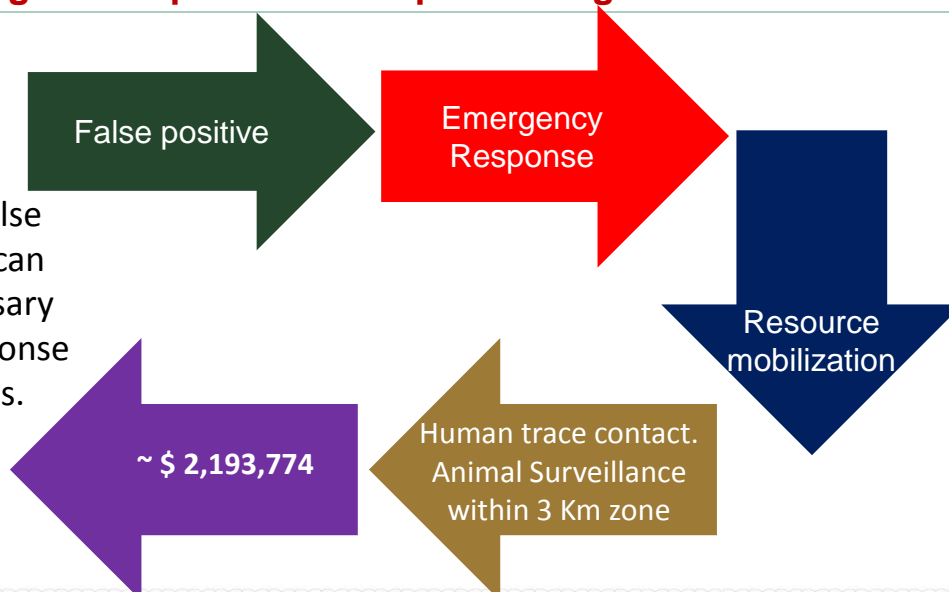 False positive
Emergency
Response
lse
can
sary
onse
s.
Resource
mobilization
Human trace contact.
Animal Surveillance
within 3 Km zone
~ $ 2,193,774